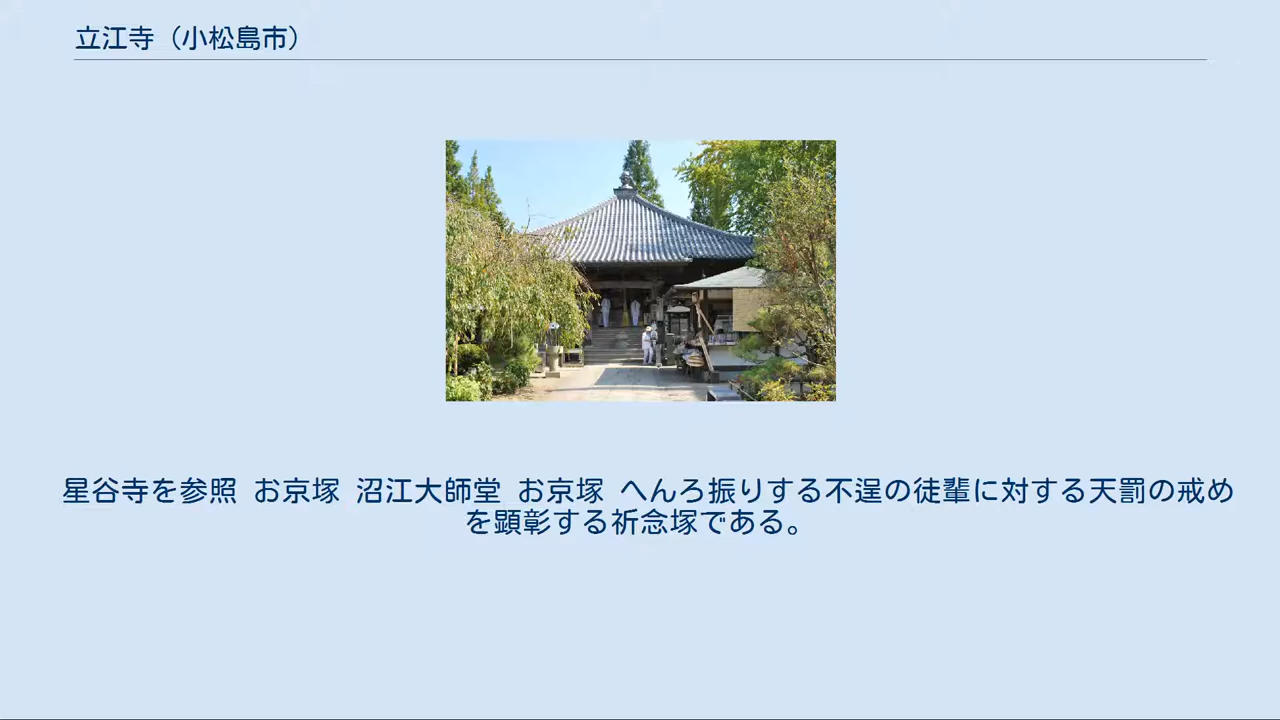 立江寺（小松島市）
星谷寺を参照 お京塚 沼江大師堂 お京塚 へんろ振りする不逞の徒輩に対する天罰の戒め
を顕彰する祈念塚である。